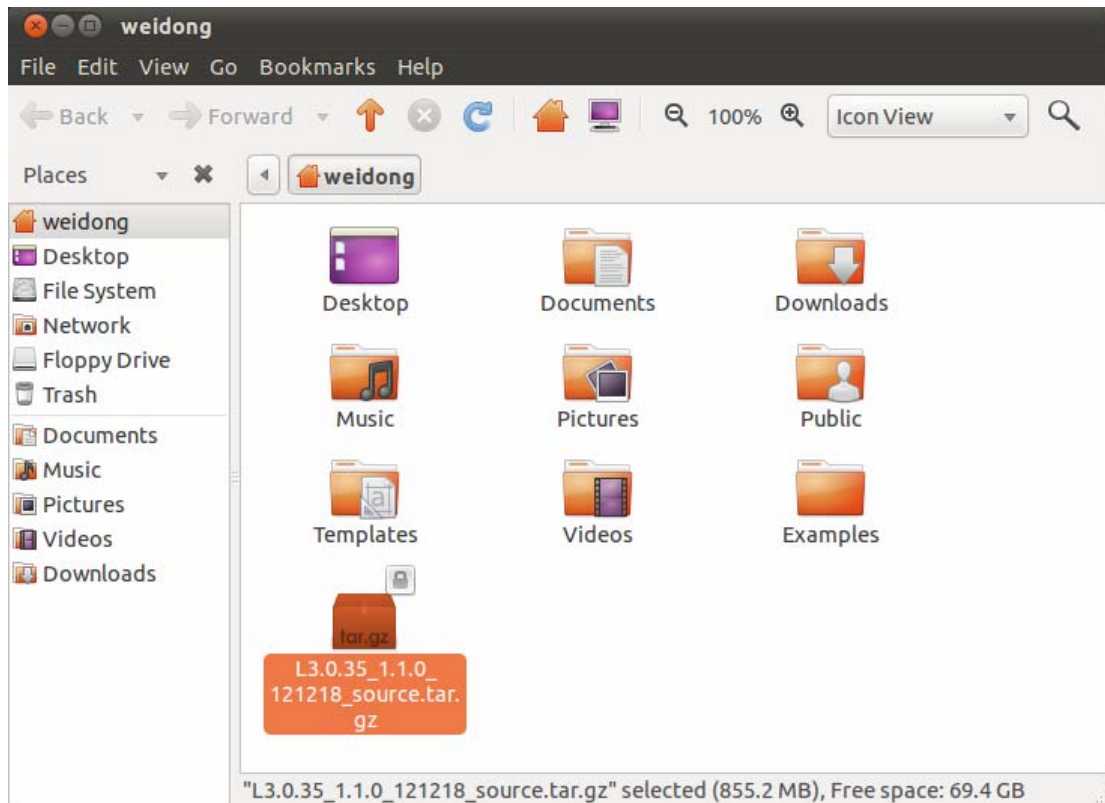 weidong
File Edit View Go Bookmarks Help
Back Forward 100% Icon View
Places weidong
weidong
Desktop
File System
Network
Floppy Drive
Trash
Documents
Music
Pictures
Videos
Downloads
Desktop Documents Downloads
Music Pictures Public
a
Templates Videos Examples
tar.gz
L3.0.35_1.1.0_
121218_source.tar.
gz
"L3.0.35_1.1.0_121218_source.tar.gz" selected (855.2 MB), Free space: 69.4 GB